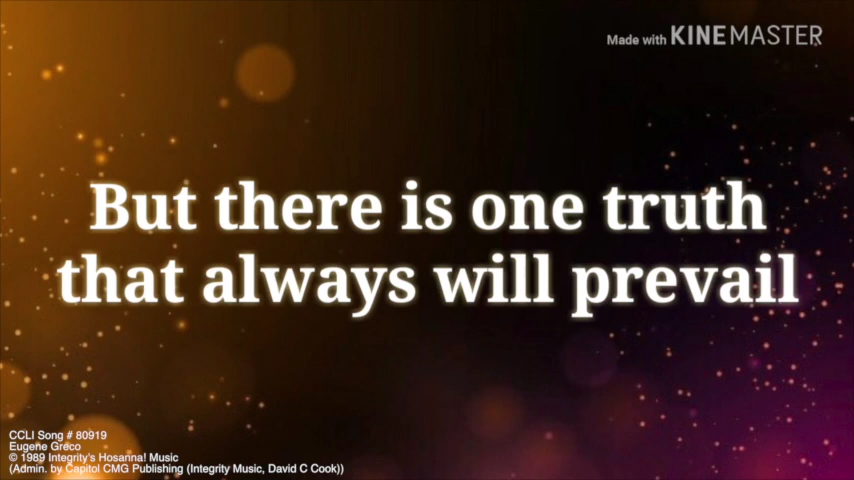 Made with KINEMASTER
But there is one truth
that always will prevail
CCLI Song # 80919
Eugene Greco
© 1989 Integrity's Hosanna! Music
(Admin. by Capitol CMG Publishing (Integrity Music, David C Cook))